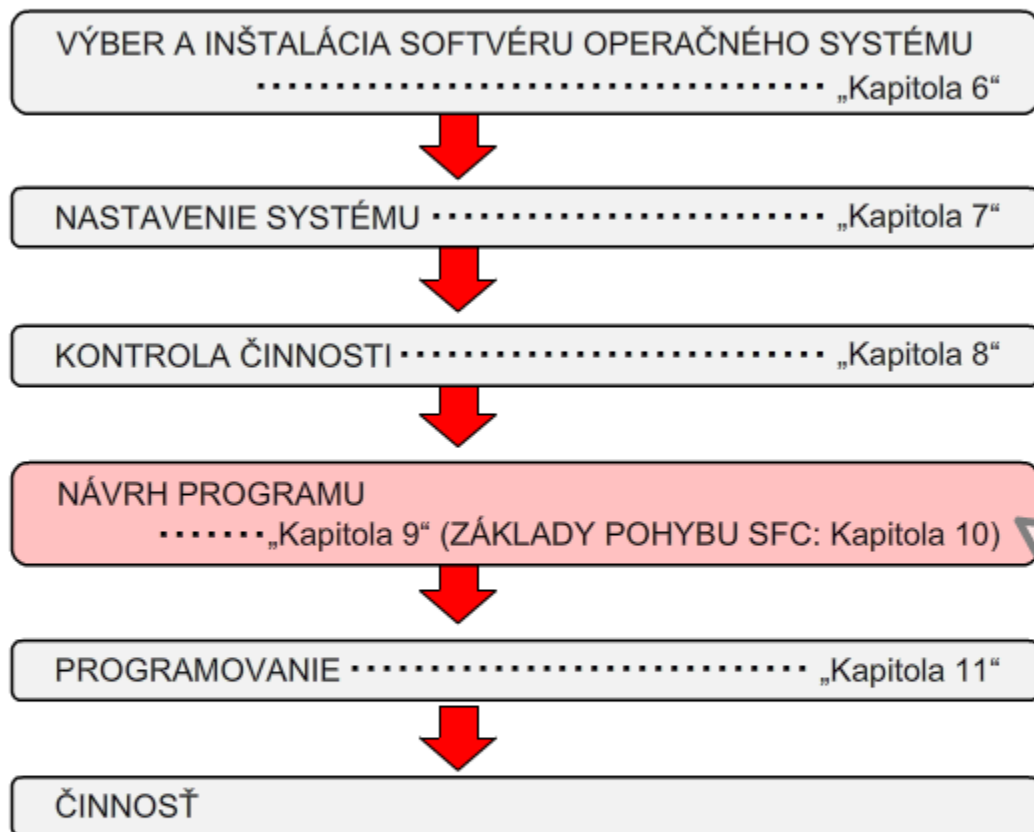 VÝBER A INŠTALÁCIA SOFTVÉRU OPERAČNÉHO SYSTÉMU
„Kapitola 6“
NASTAVENIE SYSTÉMU „Kapitola 7“
KONTROLA ČINNOSTI „Kapitola 8“
NÁVRH PROGRAMU
„Kapitola 9“ (ZÁKLADY POHYBU SFC: Kapitola 10)
PROGRAMOVANIE „Kapitola 11“
ČINNOSŤ